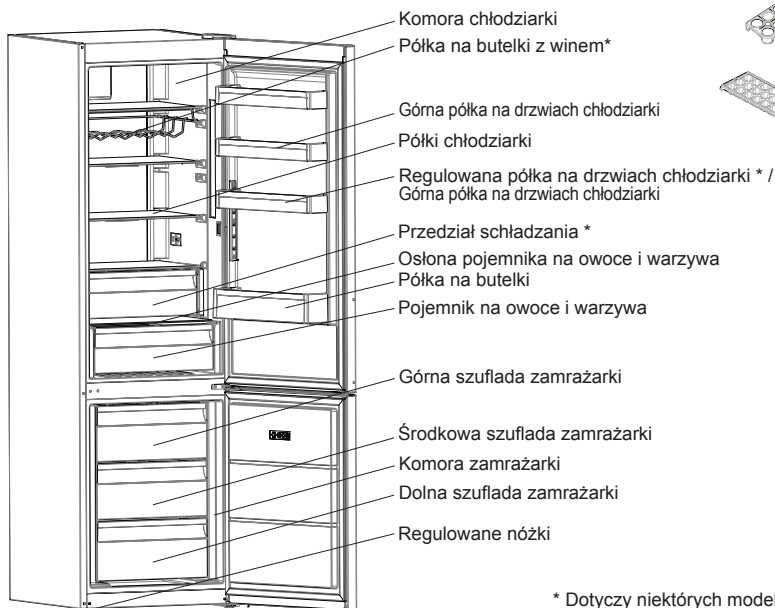 Komora chłodziarki
Półka na butelki z winem*
Górna półka na drzwiach chłodziarki
Półki chłodziarki
Regulowana półka na drzwiach chłodziarki * /
Górna półka na drzwiach chłodziarki
Przedział schładzania *
Osłona pojemnika na owoce i warzywa
Półka na butelki
Pojemnik na owoce i warzywa
Górna szuflada zamrażarki
Środkowa szuflada zamrażarki
Komora zamrażarki
Dolna szuflada zamrażarki
Regulowane nóżki
* Dotyczy niektórych model